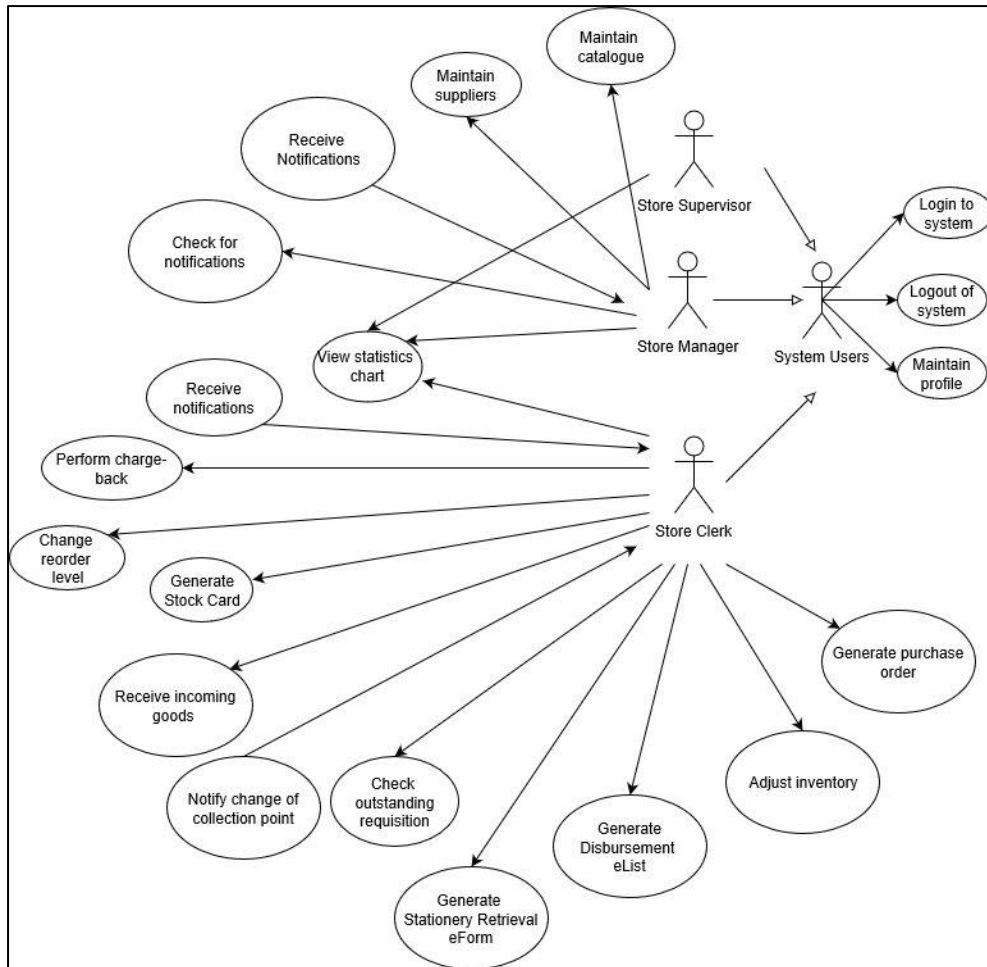 Maintain
catalogue
Maintain
suppliers
Receive
Notifications
Store Supervisor
Login to
system
Check for
notifications
Logout of
system
Store Manager
System Users
View statistics
chart
Maintain
profile
Receive
notifications
Perform charge-
back
Store Clerk
Change
reorder
level
Generate
Stock Card
Generate purchase
order
Receive incoming
goods
Notify change of
collection point
Check
outstanding
requisition
Adjust inventory
Generate
Disbursement
eList
Generate
Stationery Retrieval
eForm